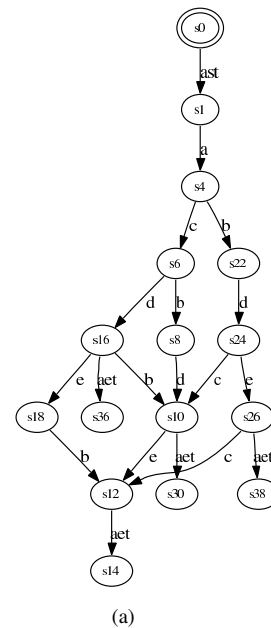 s0
ast
s1
a
s4
c b
s6 s22
d b d
s16 s8 s24
e aet b d c e
s18 s36 s10 s26
b e aet c aet
s12 s30 s38
aet
s14
(a)